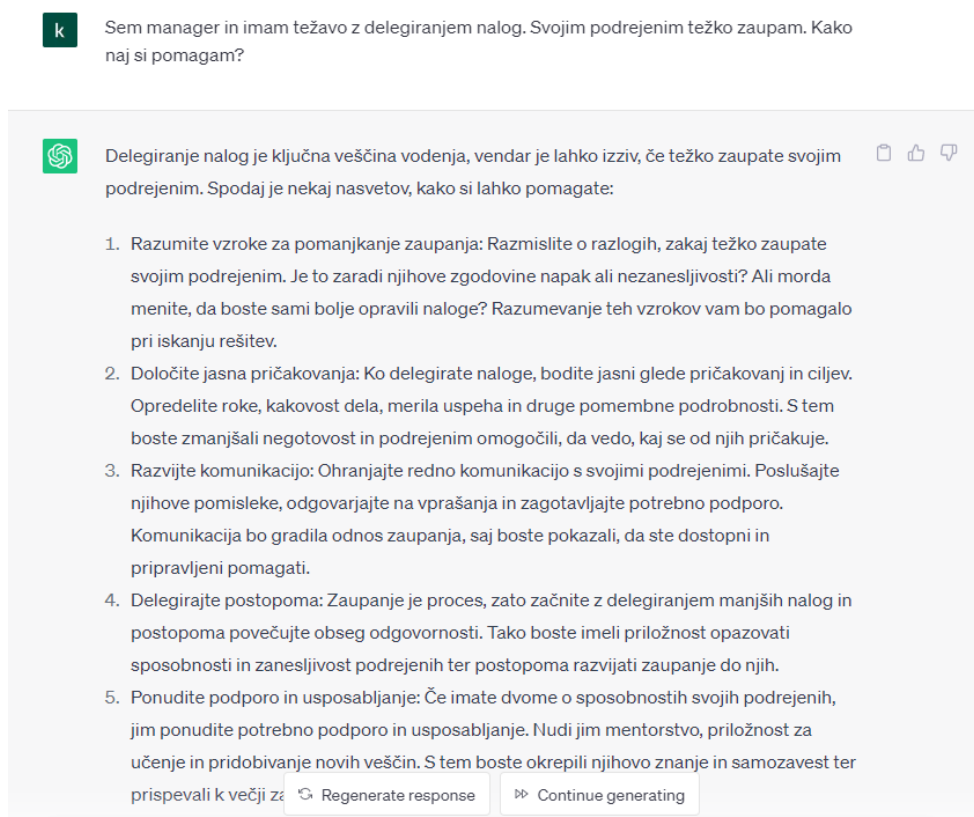 k
Sem manager in imam težavo z delegiranjem nalog. Svojim podrejenim težko zaupam. Kako
naj si pomagam?
Delegiranje nalog je ključna veščina vodenja, vendar je lahko izziv, če težko zaupate svojim
podrejenim. Spodaj je nekaj nasvetov, kako si lahko pomagate:
1. Razumite vzroke za pomanjkanje zaupanja: Razmislite o razlogih, zakaj težko zaupate
svojim podrejenim. Je to zaradi njihove zgodovine napak ali nezanesljivosti? Ali morda
menite, da boste sami bolje opravili naloge? Razumevanje teh vzrokov vam bo pomagalo
pri iskanju rešitev.
2. Določite jasna pričakovanja: Ko delegirate naloge, bodite jasni glede pričakovanj in ciljev.
Opredelite roke, kakovost dela, merila uspeha in druge pomembne podrobnosti. S tem
boste zmanjšali negotovost in podrejenim omogočili, da vedo, kaj se od njih pričakuje.
3. Razvijte komunikacijo: Ohranjajte redno komunikacijo s svojimi podrejenimi. Poslušajte
njihove pomisleke, odgovarjajte na vprašanja in zagotavljajte potrebno podporo.
Komunikacija bo gradila odnos zaupanja, saj boste pokazali, da ste dostopni in
pripravljeni pomagati.
4. Delegirajte postopoma: Zaupanje je proces, zato začnite z delegiranjem manjših nalog in
postopoma povečujte obseg odgovornosti. Tako boste imeli priložnost opazovati
sposobnosti in zanesljivost podrejenih ter postopoma razvijati zaupanje do njih.
5. Ponudite podporo in usposabljanje: Če imate dvome o sposobnostih svojih podrejenih,
jim ponudite potrebno podporo in usposabljanje. Nudi jim mentorstvo, priložnost za
učenje in pridobivanje novih veščin. S tem boste okrepili njihovo znanje in samozavest ter
prispevali k večji
Regenerate response
Continue generating